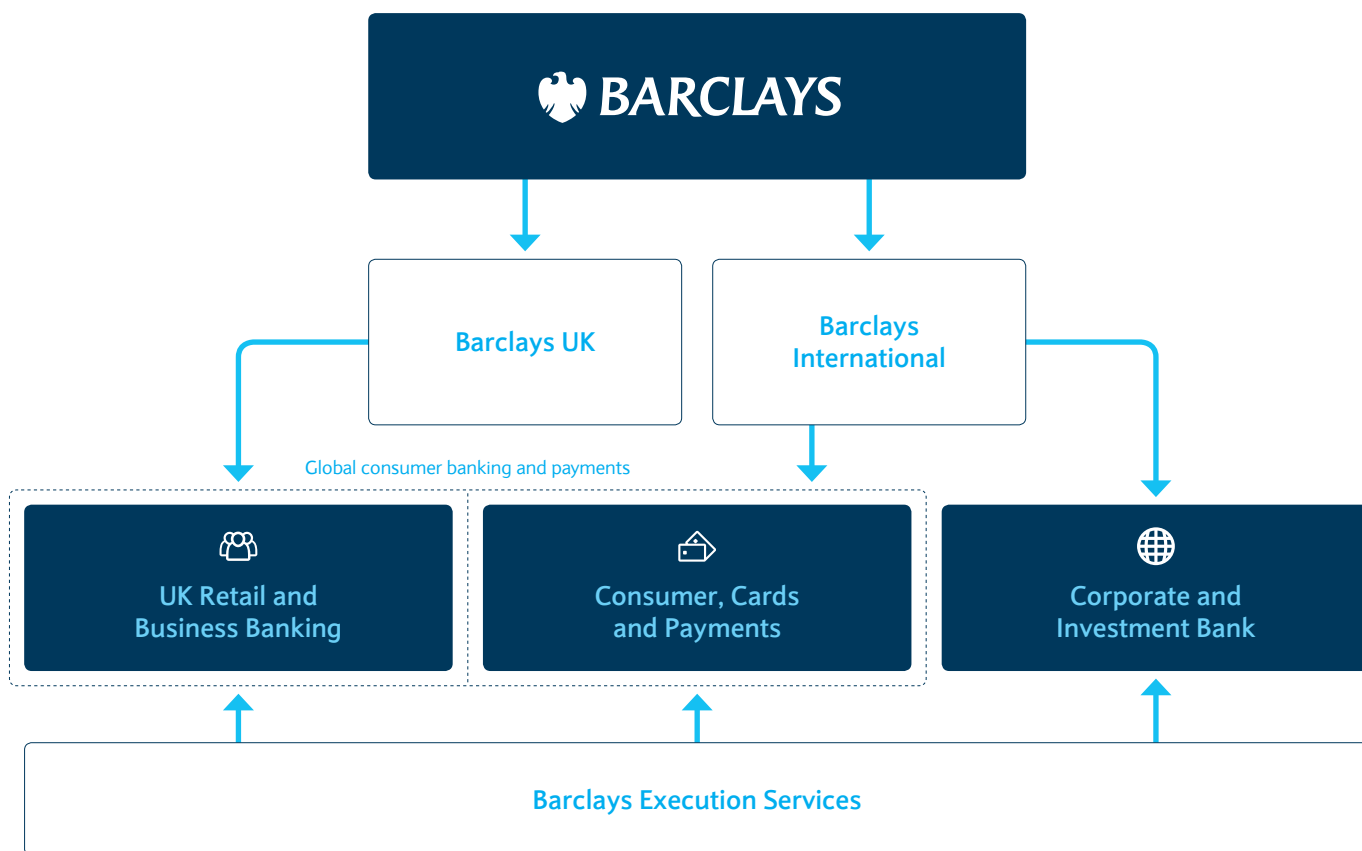 BARCLAYS
Barclays UK
Barclays
International
Global consumer banking and payments
UK Retail and
Business Banking
Consumer, Cards
and Payments
Corporate and
Investment Bank
Barclays Execution Services